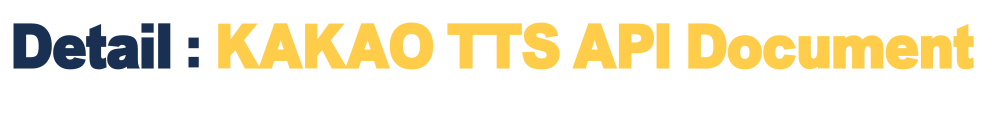 Detail : KAKAO TTS API Document